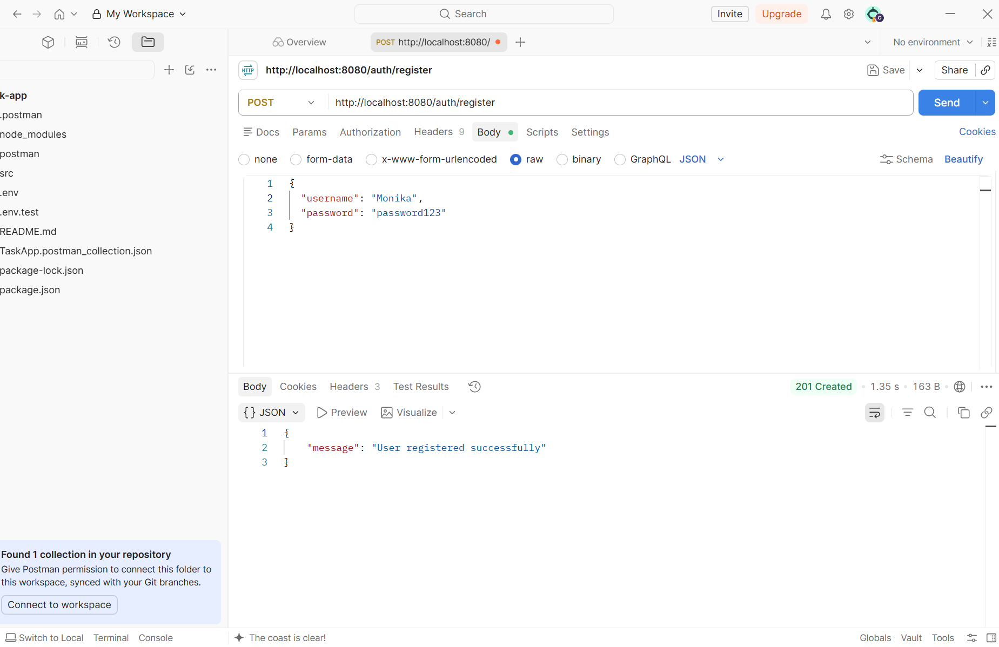 My Workspace
Search
Invite
Upgrade
Overview
POST http://localhost:8080/
No environment
HTTP
http://localhost:8080/auth/register
Save
Share
POST
http://localhost:8080/auth/register
Send
Docs
Params
Authorization
Headers 9
Body
Scripts
Settings
Cookies
none
form-data
x-www-form-urlencoded
raw
binary
GraphQL
JSON
Schema
Beautify
1 {
2 "username": "Monika",
3 "password": "password123"
4 }
k-app
.postman
node_modules
postman
src
.env
.env.test
README.md
TaskApp.postman_collection.json
package-lock.json
package.json
Body
Cookies
Headers 3
Test Results
201 Created
1.35 s
163 B
{} JSON
Preview
Visualize
1 {
2 "message": "User registered successfully"
3 }
Found 1 collection in your repository
Give Postman permission to connect this folder to
this workspace, synced with your Git branches.
Connect to workspace
Switch to Local
Terminal
Console
The coast is clear!
Globals
Vault
Tools